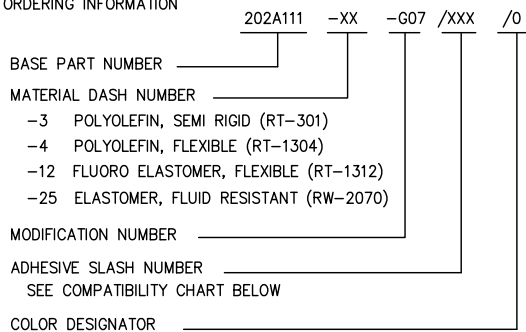 ORDERING INFORMATION
202A111 -XX -G07 /XXX /0
BASE PART NUMBER
MATERIAL DASH NUMBER
-3 POLYOLEFIN, SEMI RIGID (RT-301)
-4 POLYOLEFIN, FLEXIBLE (RT-1304)
-12 FLUORO ELASTOMER, FLEXIBLE (RT-1312)
-25 ELASTOMER, FLUID RESISTANT (RW-2070)
MODIFICATION NUMBER
ADHESIVE SLASH NUMBER
SEE COMPATIBILITY CHART BELOW
COLOR DESIGNATOR